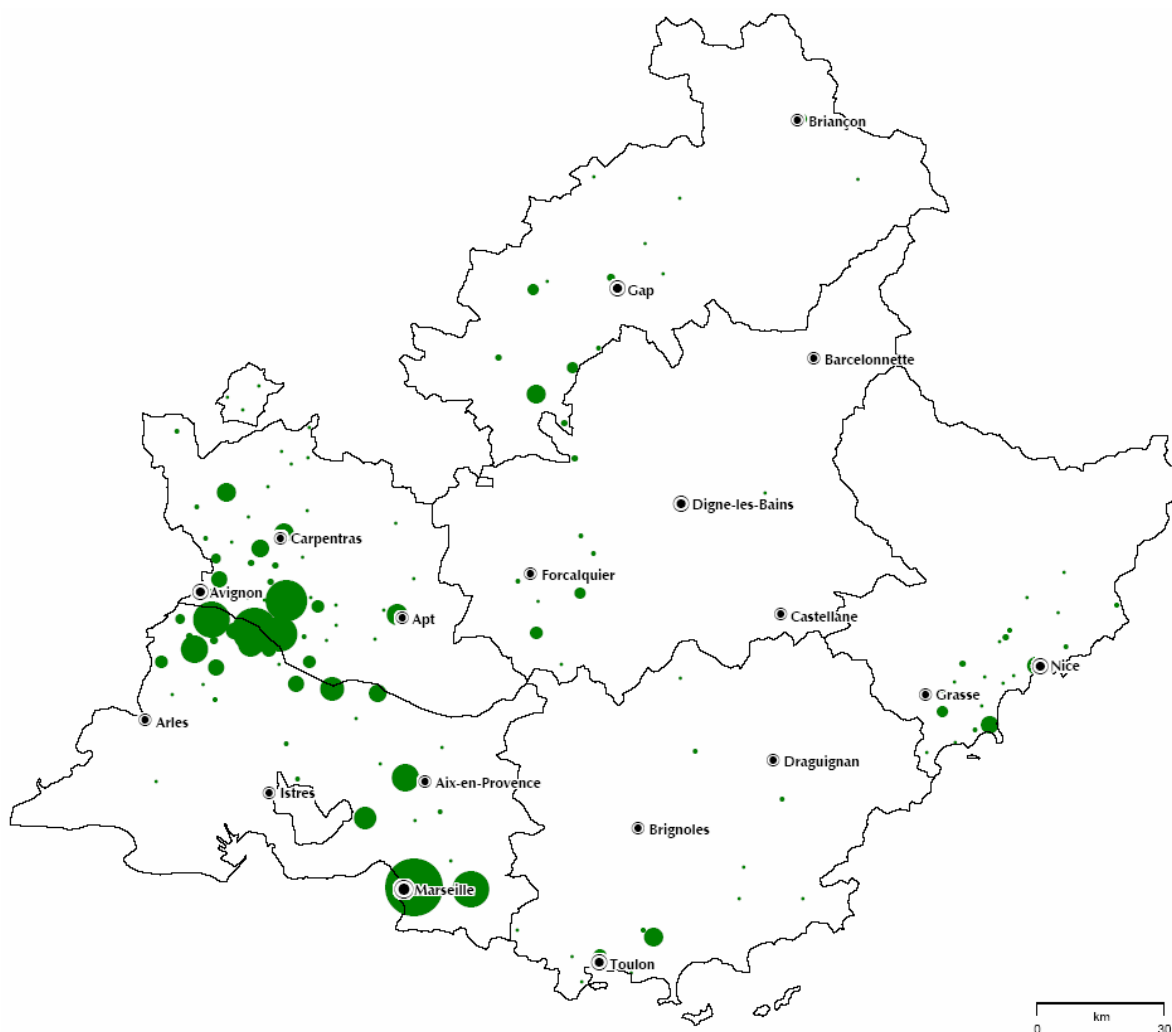 Briançon
Gap
Barcelonnette
Digne-les-Bains
Carpentras
Forcalquier
Avignon
Apt
Castellane
Nice
Grasse
Arles
Draguignan
Aix-en-Provence
Istres
Brignoles
Marseille
Toulon
km
0 30